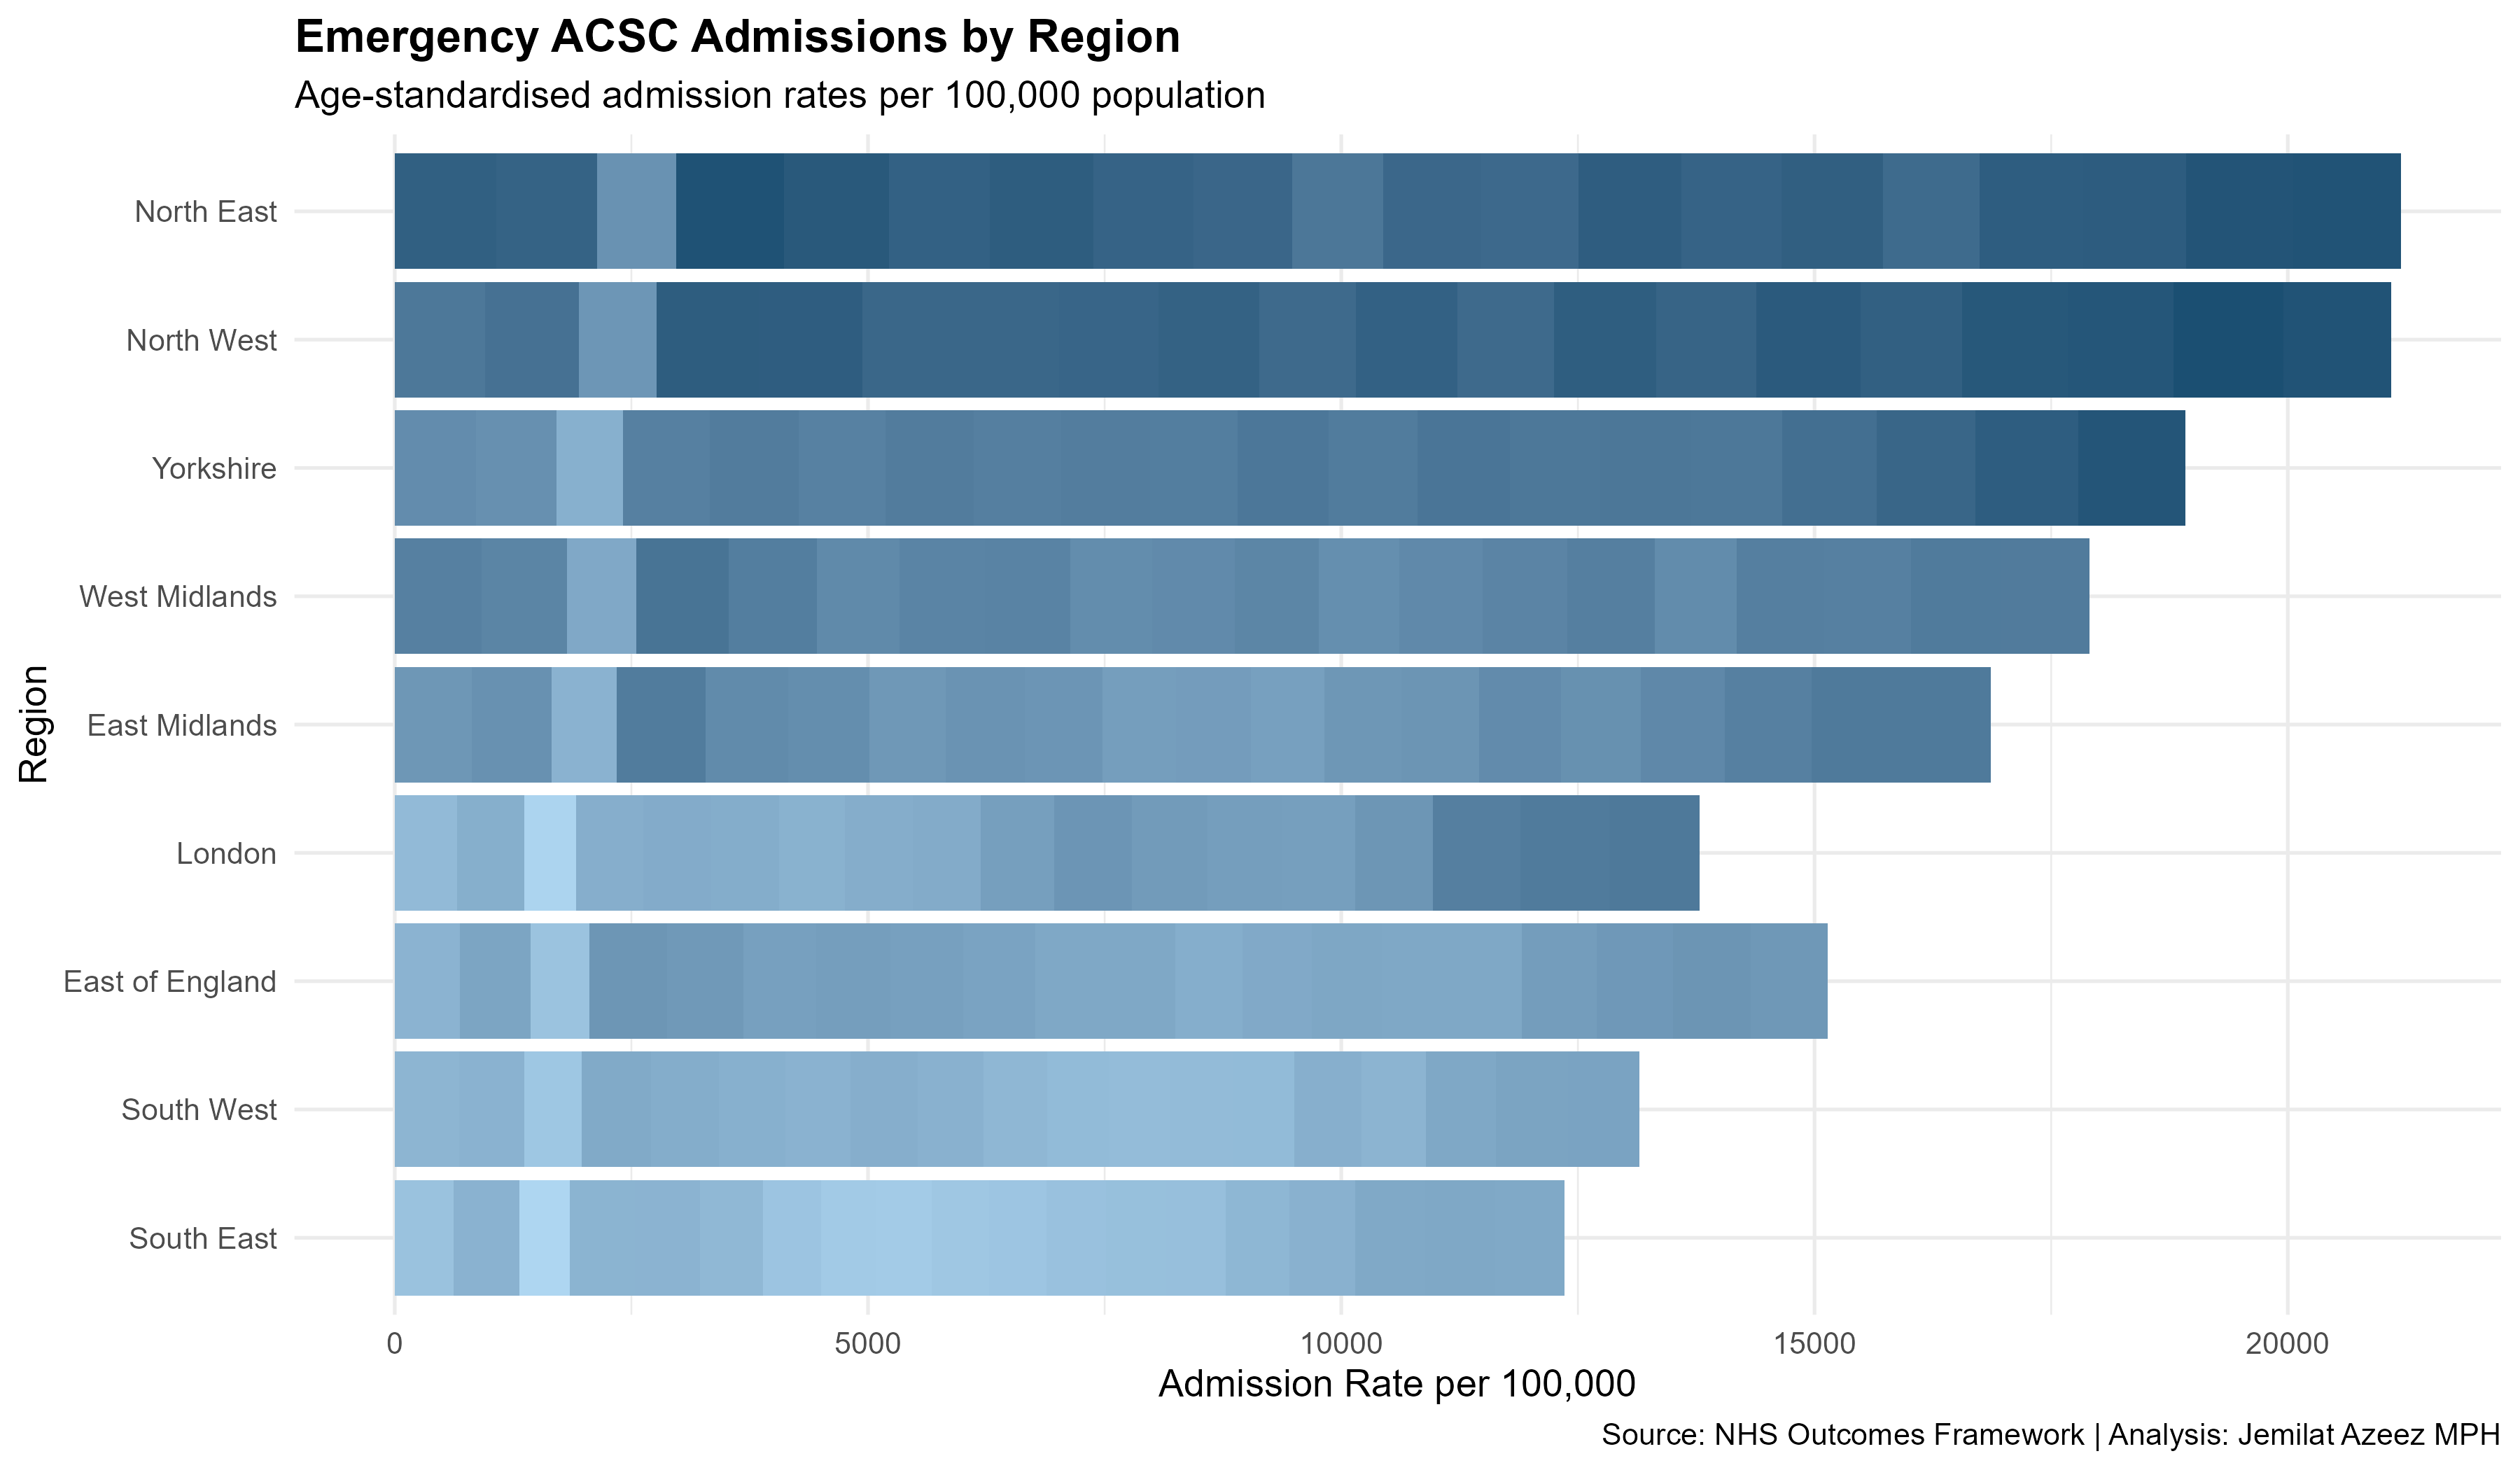 Emergency ACSC Admissions by Region
Age-standardised admission rates per 100,000 population
North East
North West
Yorkshire
West Midlands
East Midlands
London
East of England
South West
South East
Region
0 5000 10000 15000 20000
Admission Rate per 100,000
Source: NHS Outcomes Framework | Analysis: Jemilat Azeez MPH